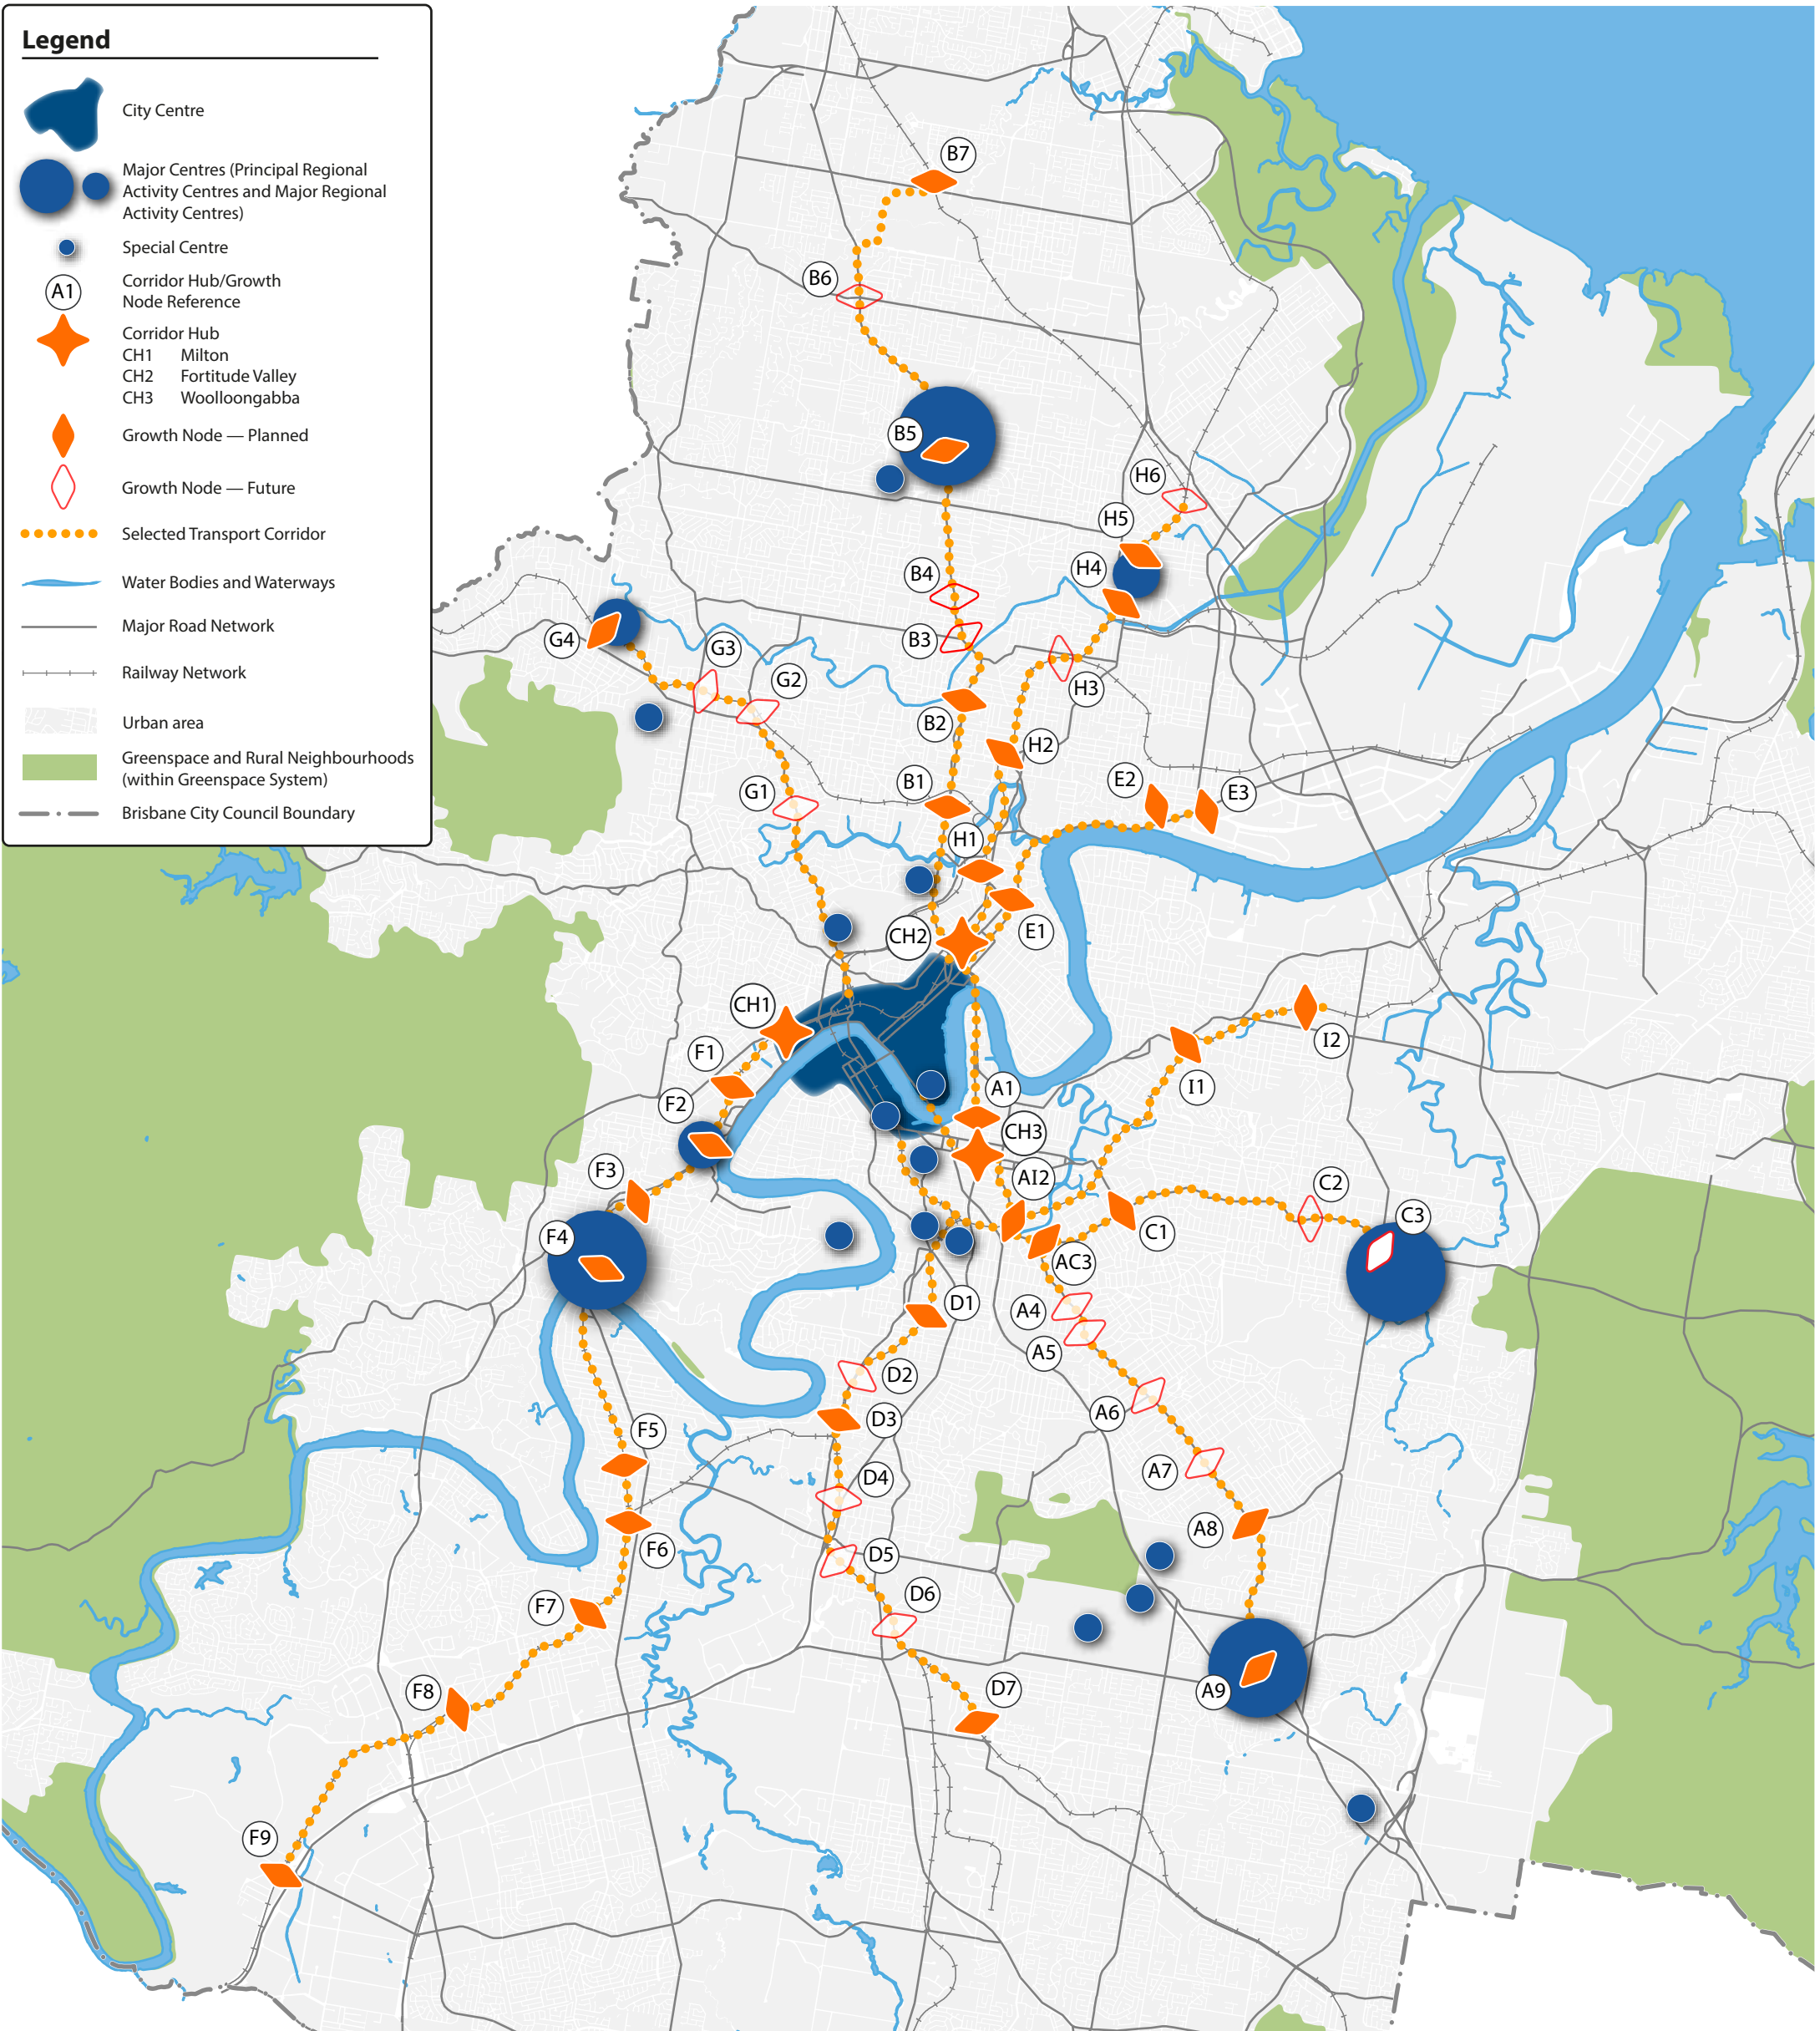 Legend
City Centre
Major Centres (Principal Regional
Activity Centres and Major Regional
Activity Centres)
Special Centre
A1
Corridor Hub/Growth
Node Reference
Corridor Hub
CH1 Milton
CH2 Fortitude Valley
CH3 Woolloongabba
Growth Node — Planned
Growth Node — Future
Selected Transport Corridor
Water Bodies and Waterways
Major Road Network
Railway Network
Urban area
Greenspace and Rural Neighbourhoods
(within Greenspace System)
Brisbane City Council Boundary
B7
B6
B5
H6
H5
H4
B4
B3
G4
G3
G2
H3
B2
H2
B1
G1
E2
E3
H1
CH2
E1
CH1
I2
F1
A1
I1
F2
CH3
F3
AI2
C2
C3
F4
C1
AC3
D1
A4
A5
D2
A6
D3
F5
A7
D4
A8
F6
D5
D6
F7
D7
A9
F8
F9